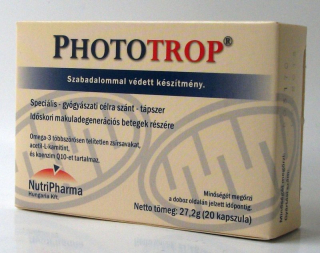 PHOTOTROP®
Szabadalommal védett készítmény.
Speciális - gyógyászati célra szánt - tápszer
Időskori makuladegenerációs betegek részére
Omega-3 többszörösen telítetlen zsírsavakat,
acetil-L-karnitint,
és koenzim Q10-et tartalmaz.
NutriPharma
Hungária Kft.
Minőségét megőrzi
a doboz oldalán jelzett időpontig.
Netto tömeg: 27,2g (20 kapszula)